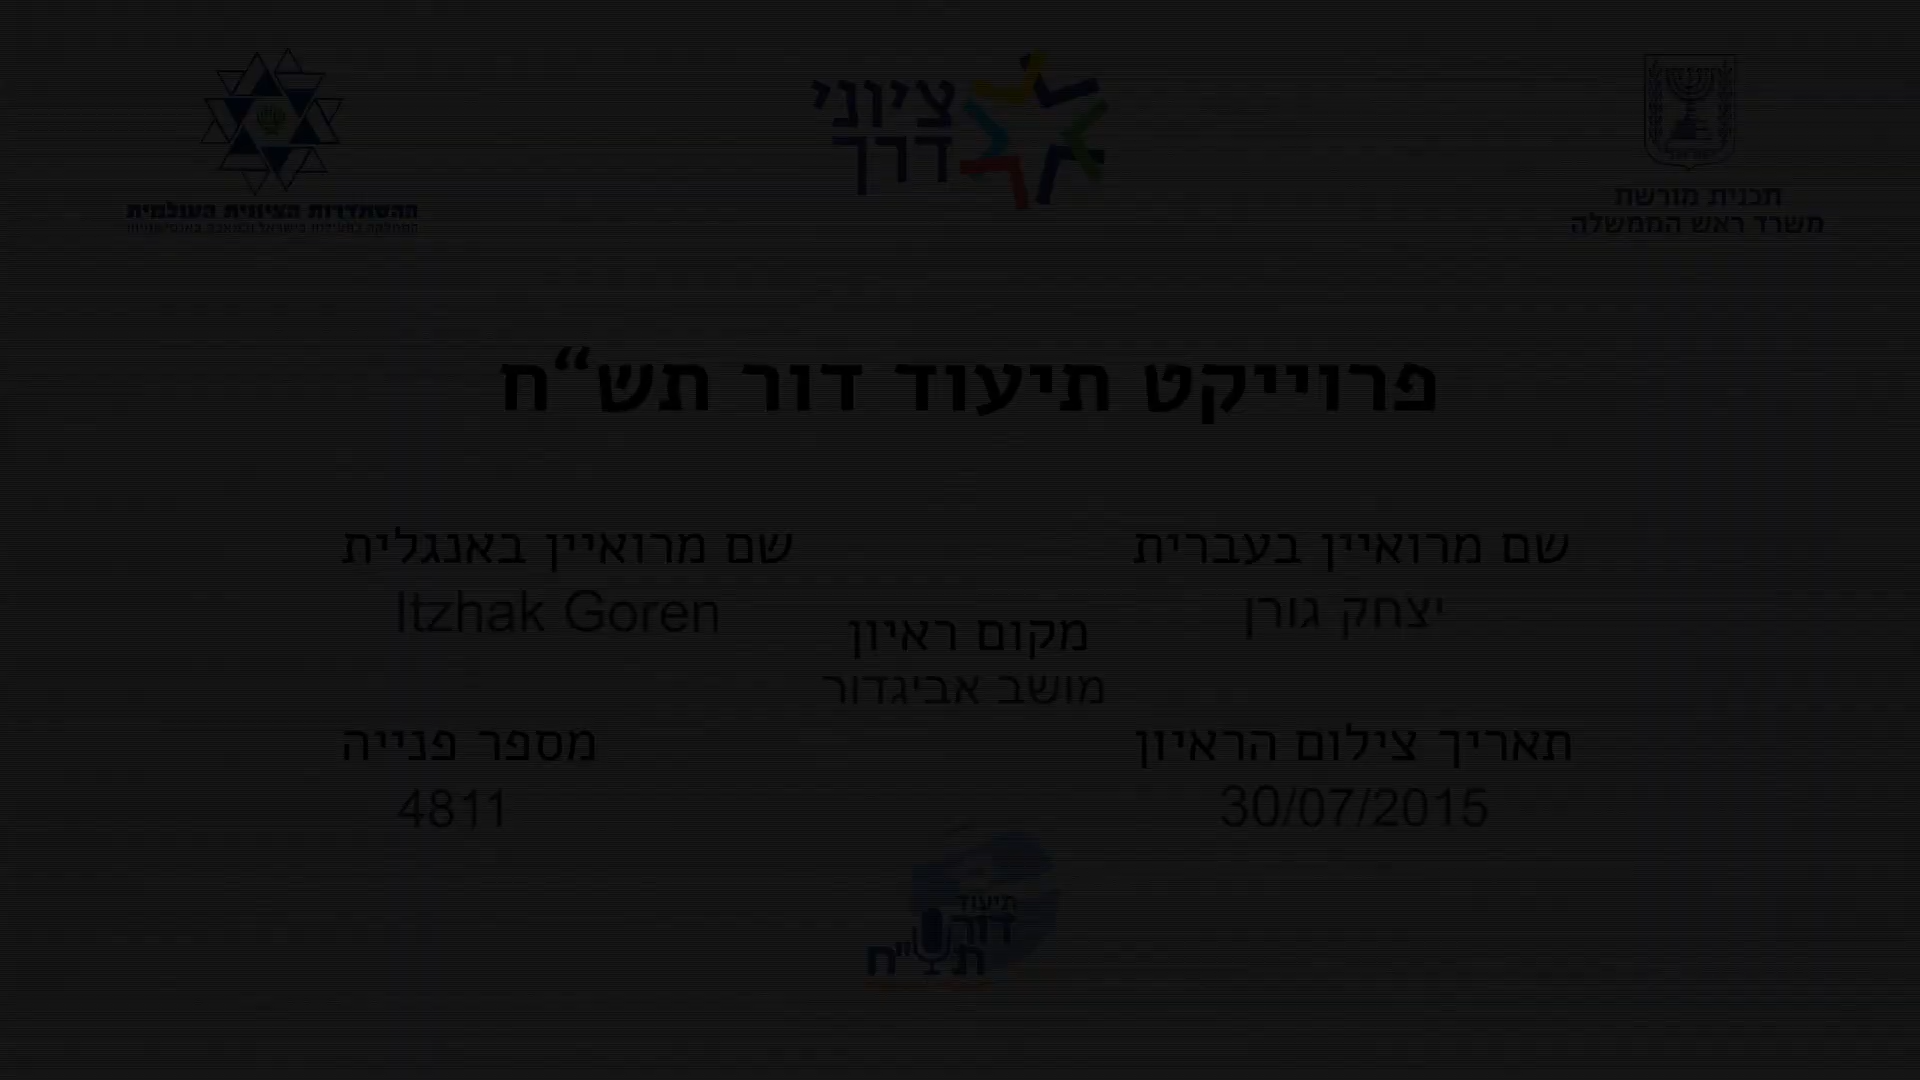 ציוני
דרך
ההסתדרות הציונית העולמית
תכנית מורשת
משרד ראש הממשלה
פרוייקט תיעוד דור תש“ח
שם מרואיין בעברית
יצחק גורן
שם מרואיין באנגלית
Itzhak Goren
מקום ראיון
מושב אביגדור
תאריך צילום הראיון
30/07/2015
מספר פנייה
4811
תיעוד
דור
ת"ח